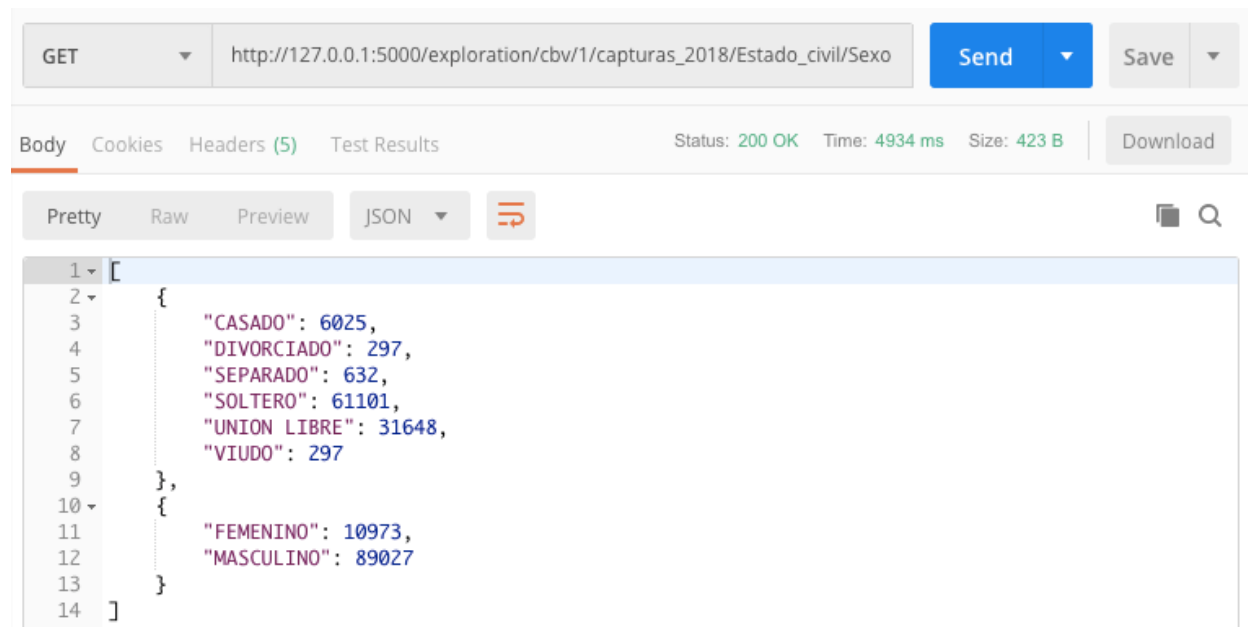 GET http://127.0.0.1:5000/exploration/cbv/1/capturas_2018/Estado_civil/Sexo Send Save
Body Cookies Headers (5) Test Results Status: 200 OK Time: 4934 ms Size: 423 B Download
Pretty Raw Preview JSON
1 [
2 {
3 "CASADO": 6025,
4 "DIVORCIADO": 297,
5 "SEPARADO": 632,
6 "SOLTERO": 61101,
7 "UNION LIBRE": 31648,
8 "VIUDO": 297
9 },
10 {
11 "FEMENINO": 10973,
12 "MASCULINO": 89027
13 }
14 ]